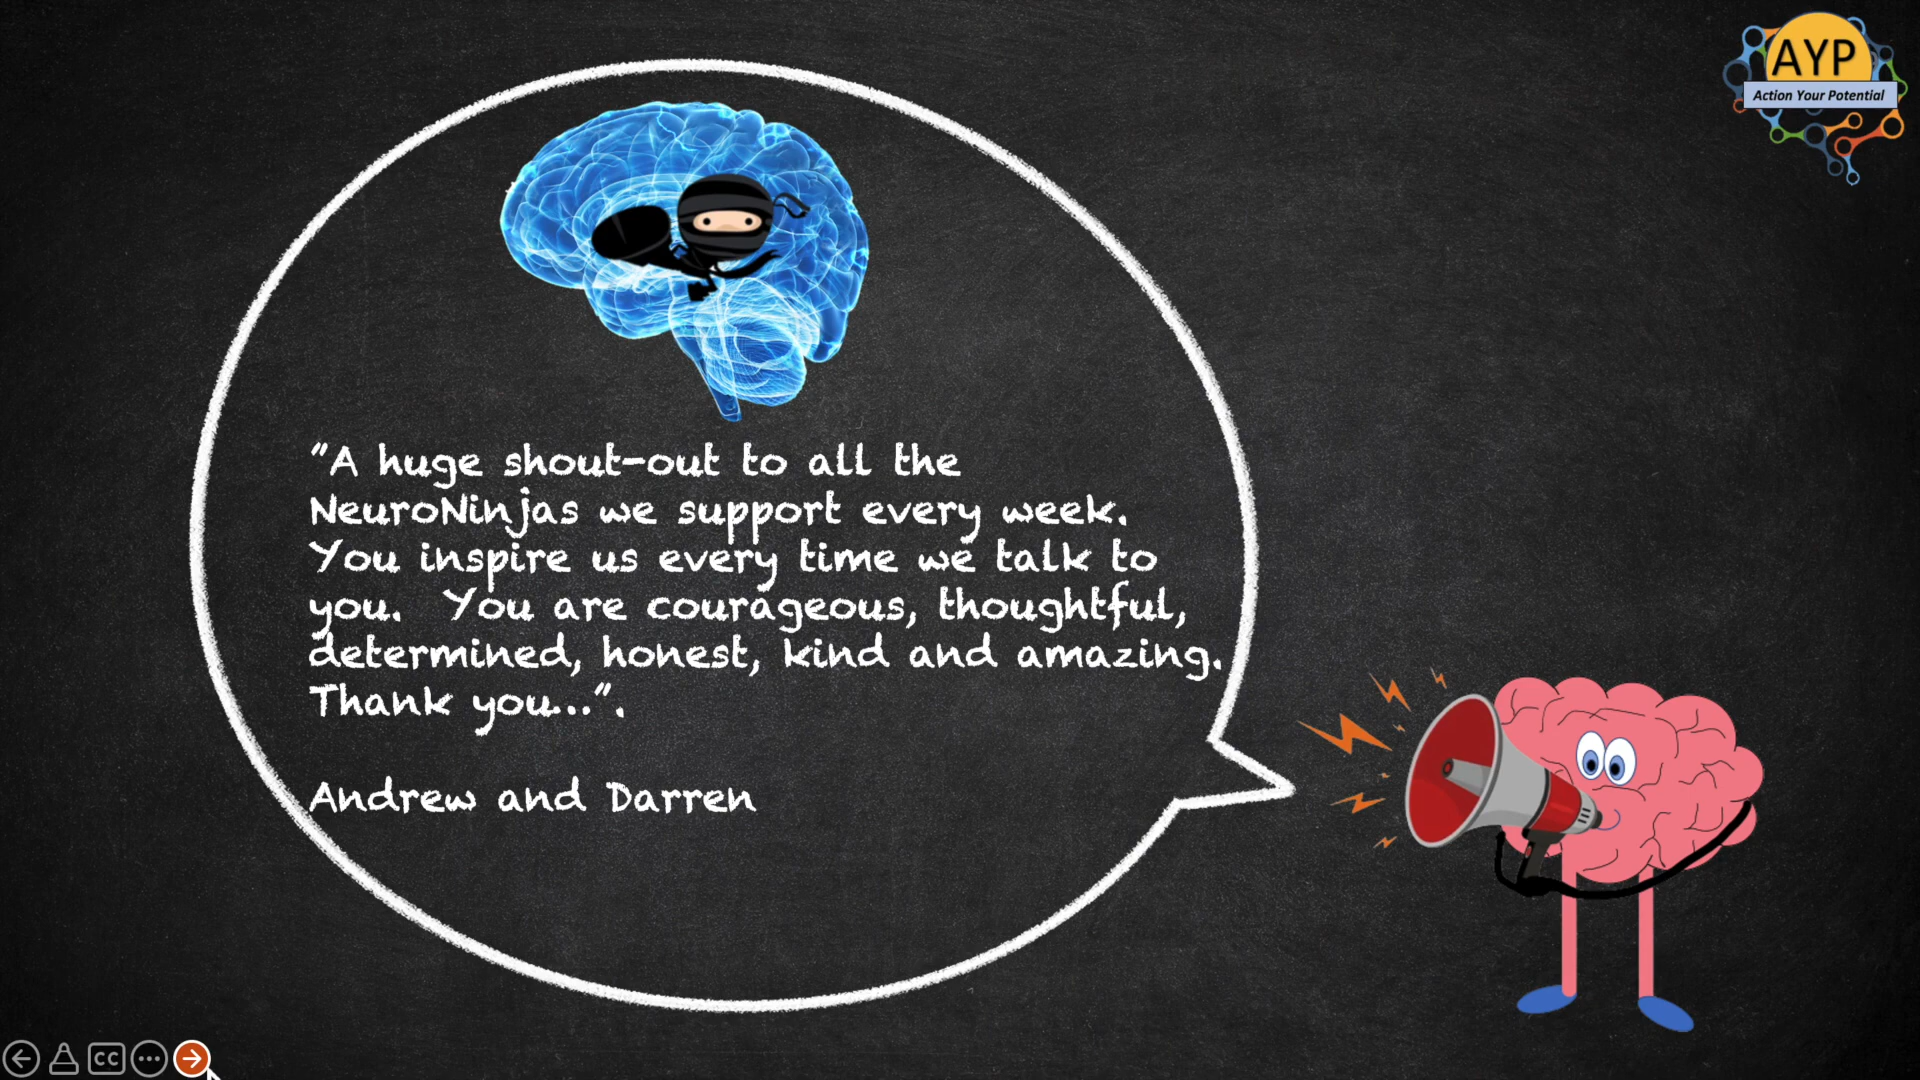 AYP
Action Your Potential
"A huge shout-out to all the
NeuroNinjas we support every week.
You inspire us every time we talk to
you.  You are courageous, thoughtful,
determined, honest, kind and amazing.
Thank you...".
Andrew and Darren
CC